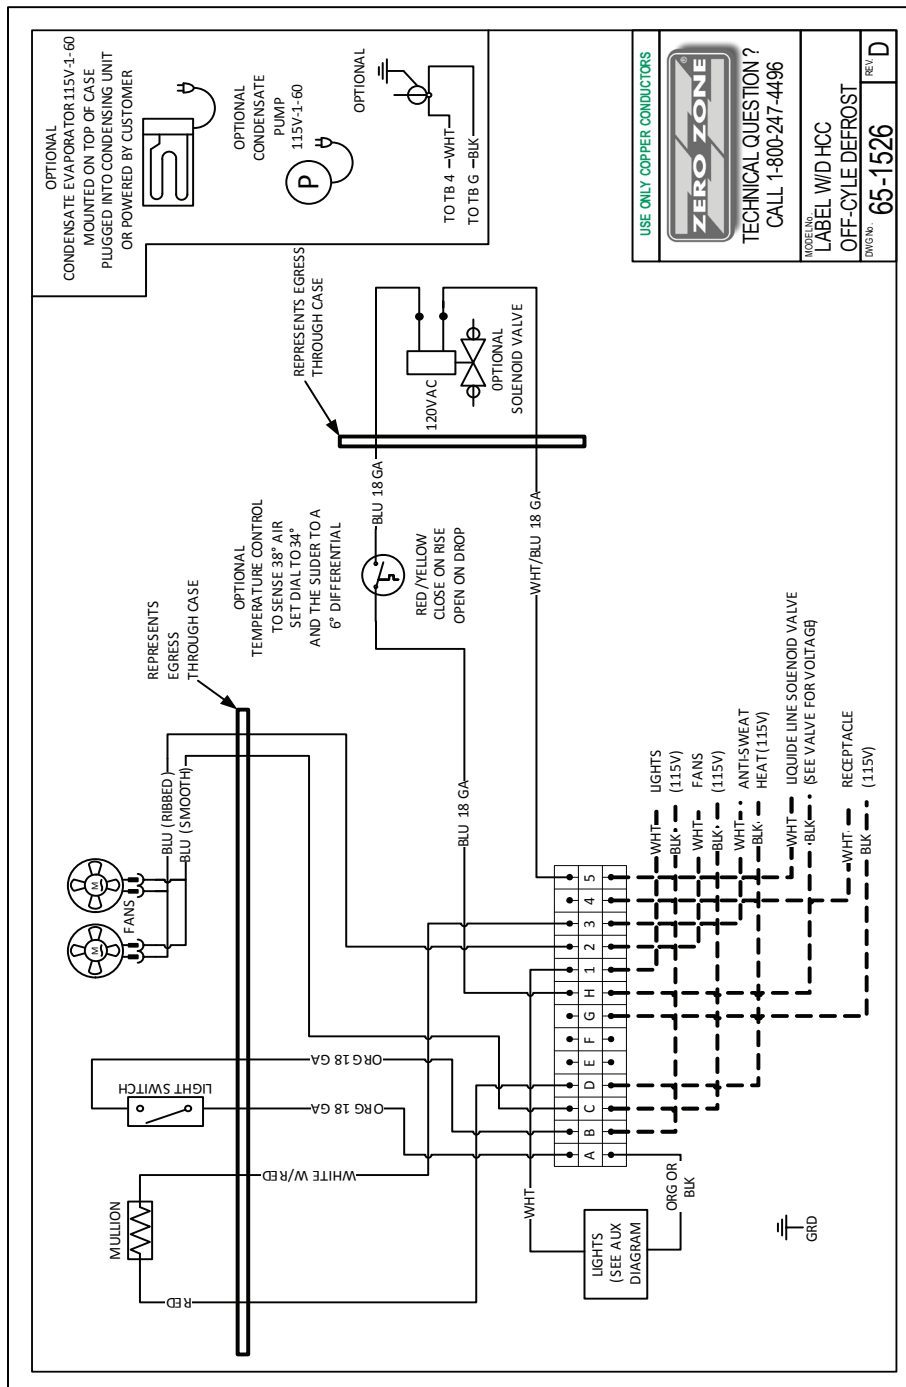 OPTIONAL
CONDENSATE EVAPORATOR 115V-1-60
MOUNTED ON TOP OF CASE
PLUGGED INTO CONDENSING UNIT
OR POWERED BY CUSTOMER
OPTIONAL
CONDENSATE
PUMP
115V-1-60
P
OPTIONAL
TO TB 4
WHT
TO TB G
BLK
REPRESENTS EGRESS
THROUGH CASE
120VAC
OPTIONAL
SOLENOID VALVE
BLU 18 GA
WHT/BLU 18 GA
OPTIONAL
TEMPERATURE CONTROL
TO SENSE 38° AIR
SET DIAL TO 34°
AND THE SLIDER TO A
6° DIFFERENTIAL
RED/YELLOW
CLOSE ON RISE
OPEN ON DROP
REPRESENTS
EGRESS
THROUGH CASE
BLU (RIBBED)
BLU (SMOOTH)
M
M
FANS
BLU 18 GA
LIGHT SWITCH
ORG 18 GA
ORG 18 GA
MULLION
WHITE W/RED
RED
A B C D E F G H 1 2 3 4 5
WHT
LIGHTS
(SEE AUX
DIAGRAM
ORG OR
BLK
GRD
WHT
LIGHTS
BLK
(115V)
WHT
FANS
BLK
(115V)
WHT
ANTI-SWEAT
BLK
HEAT (115V)
WHT
LIQUIDE LINE SOLENOID VALVE
BLK
(SEE VALVE FOR VOLTAGE)
WHT
RECEPTACLE
BLK
(115V)
USE ONLY COPPER CONDUCTORS
ZERO ZONE®
TECHNICAL QUESTION ?
CALL 1-800-247-4496
MODEL No.
LABEL W/D HCC
OFF-CYLE DEFROST
DWG No.
65-1526
REV.
D